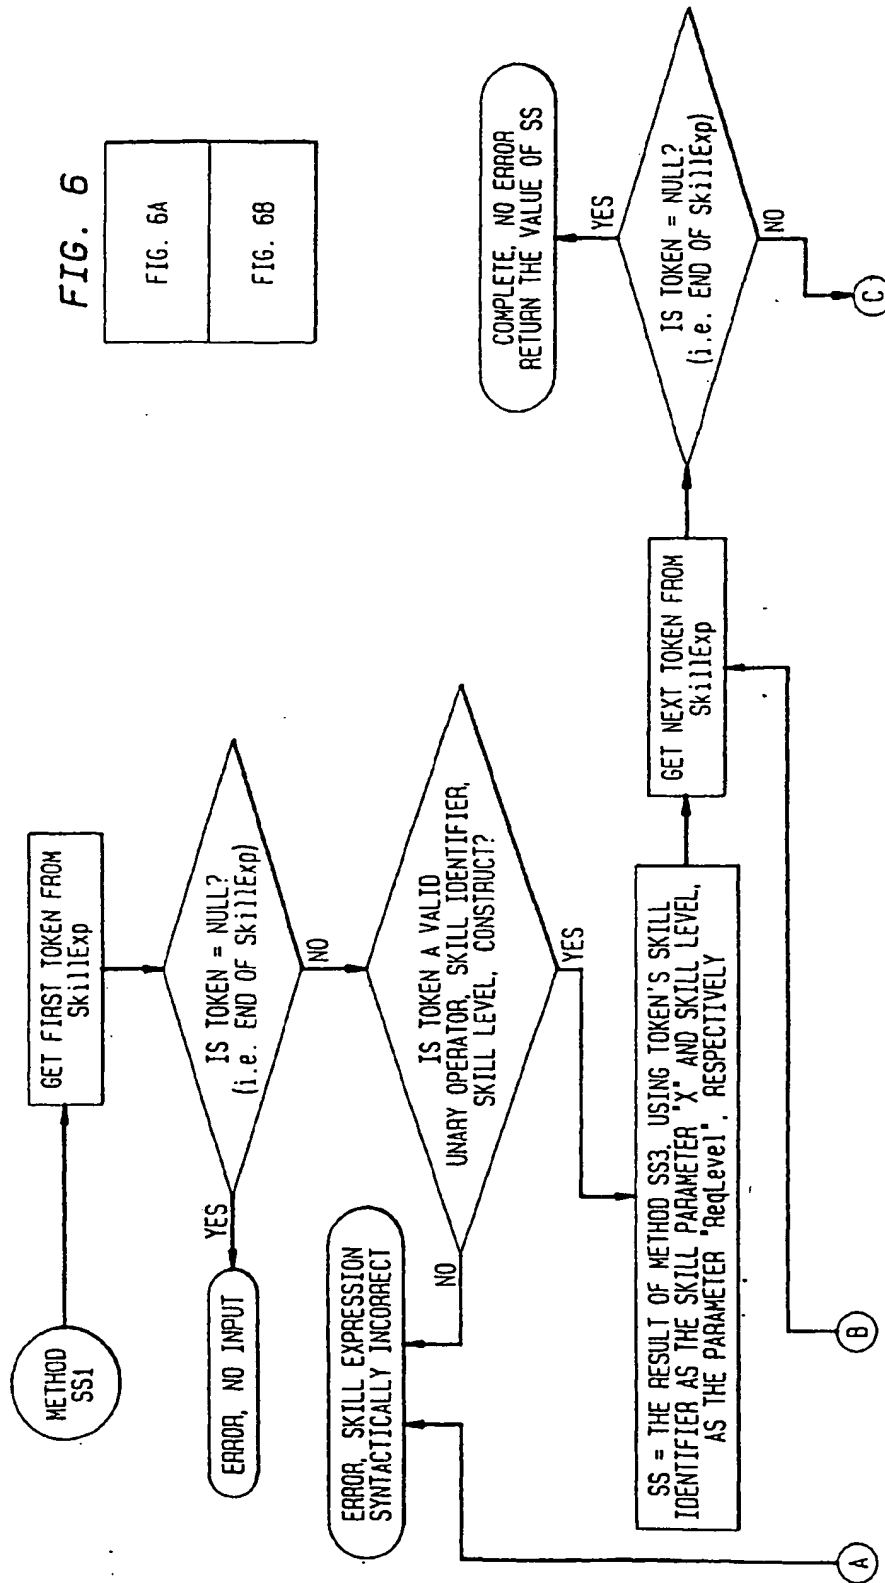 FIG. 6
FIG. 6A
FIG. 6B
METHOD
SS1
GET FIRST TOKEN FROM
SkillExp
IS TOKEN = NULL?
(i.e. END OF SkillExp)
YES
NO
ERROR, NO INPUT
IS TOKEN A VALID
UNARY OPERATOR, SKILL IDENTIFIER,
SKILL LEVEL, CONSTRUCT?
NO
YES
ERROR, SKILL EXPRESSION
SYNTACTICALLY INCORRECT
SS = THE RESULT OF METHOD SS3, USING TOKEN'S SKILL
IDENTIFIER AS THE SKILL PARAMETER "X" AND SKILL LEVEL,
AS THE PARAMETER "ReqLevel", RESPECTIVELY
GET NEXT TOKEN FROM
SkillExp
IS TOKEN = NULL?
(i.e. END OF SkillExp)
YES
NO
COMPLETE, NO ERROR
RETURN THE VALUE OF SS
A
B
C